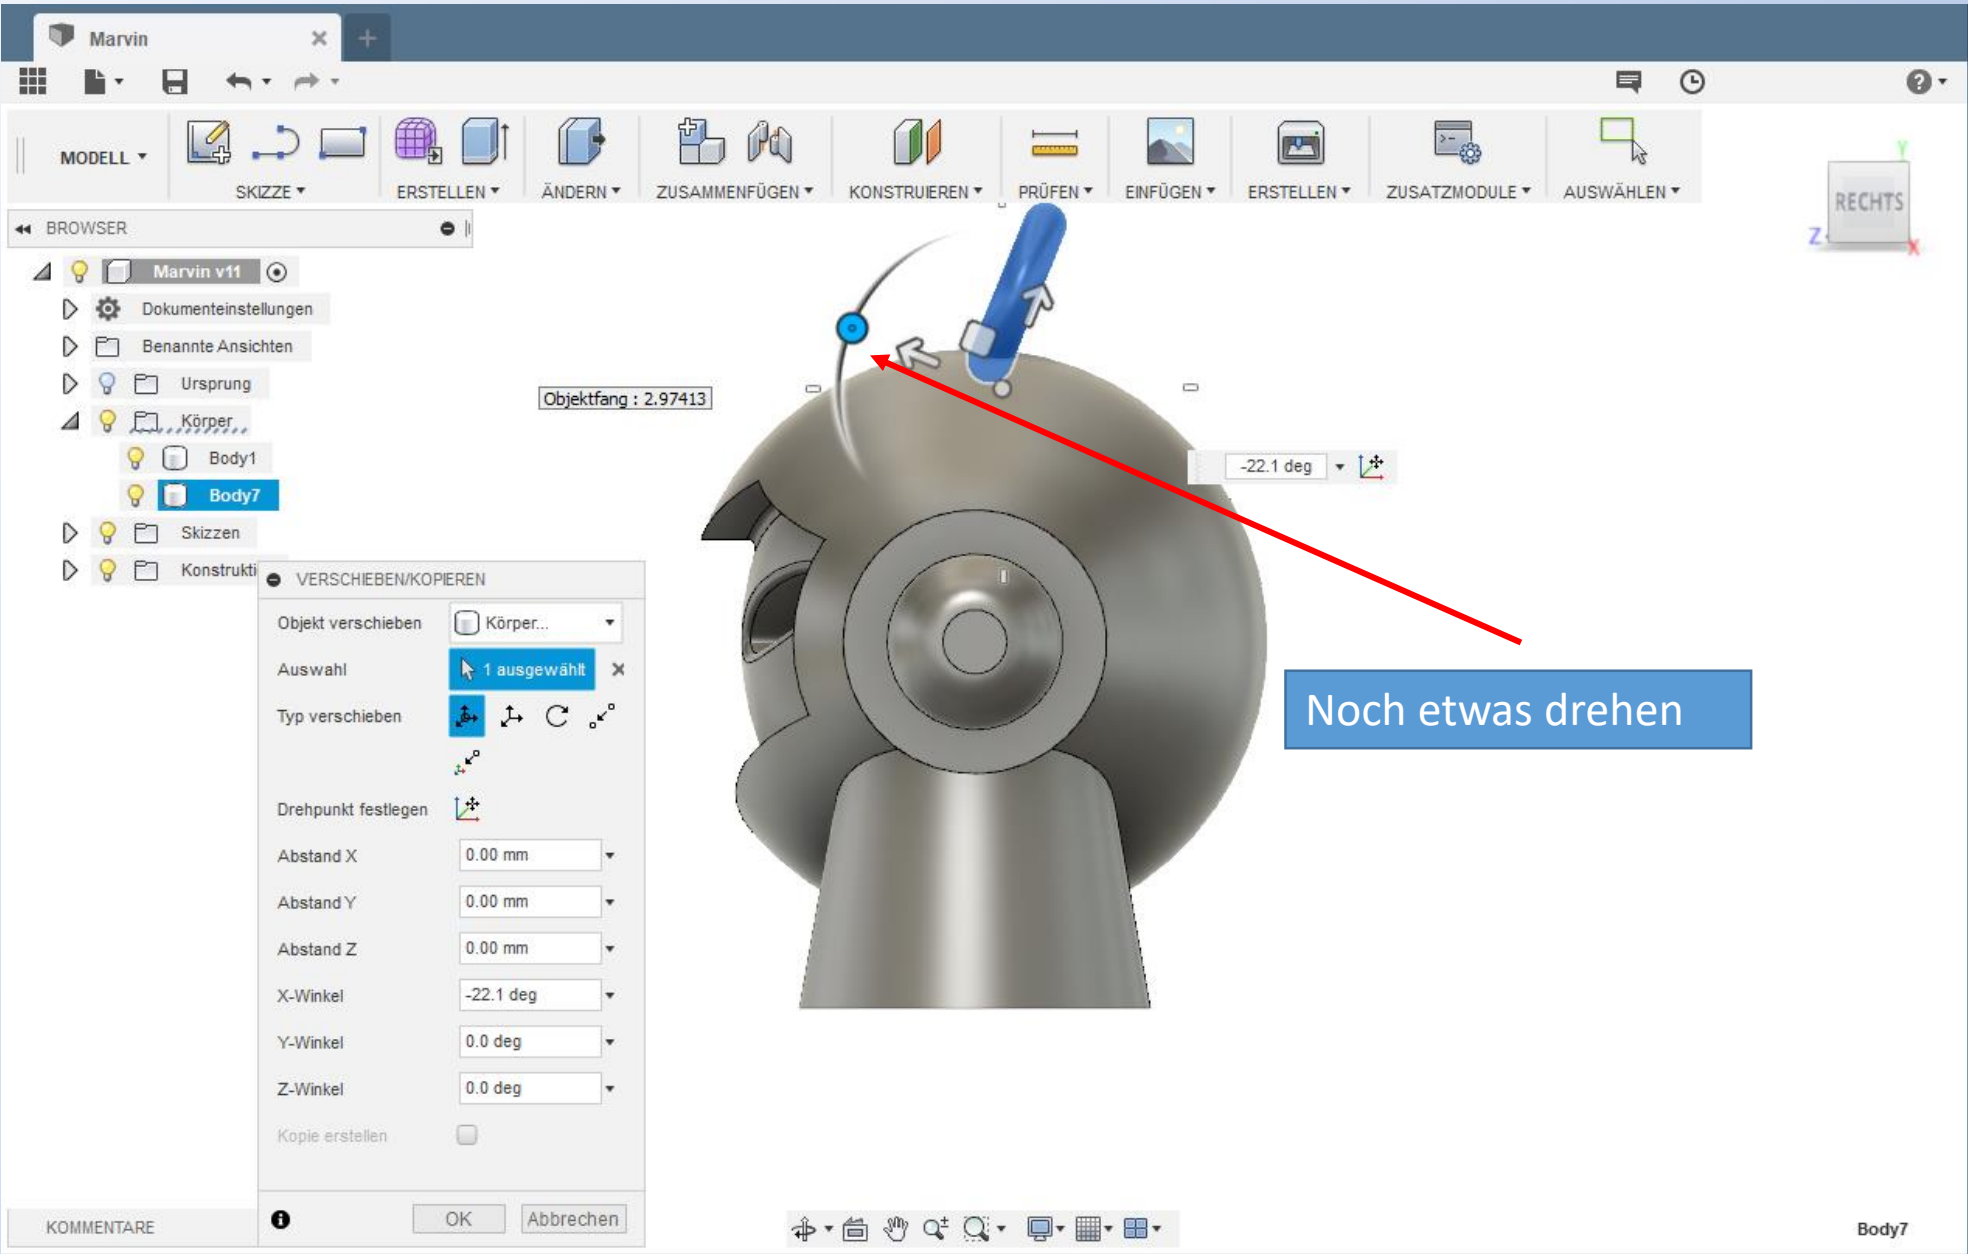 Marvin
MODELL
SKIZZE
ERSTELLEN
ÄNDERN
ZUSAMMENFÜGEN
KONSTRUIEREN
PRÜFEN
EINFÜGEN
ERSTELLEN
ZUSATZMODULE
AUSWÄHLEN
Y
RECHTS
Z
X
BROWSER
Marvin v11
Dokumenteinstellungen
Benannte Ansichten
Ursprung
Körper
Body1
Body7
Skizzen
Konstrukti
Objektfang : 2.97413
-22.1 deg
Noch etwas drehen
VERSCHIEBEN/KOPIEREN
Objekt verschieben Körper...
Auswahl 1 ausgewählt
Typ verschieben
Drehpunkt festlegen
Abstand X 0.00 mm
Abstand Y 0.00 mm
Abstand Z 0.00 mm
X-Winkel -22.1 deg
Y-Winkel 0.0 deg
Z-Winkel 0.0 deg
Kopie erstellen
OK Abbrechen
KOMMENTARE
Body7